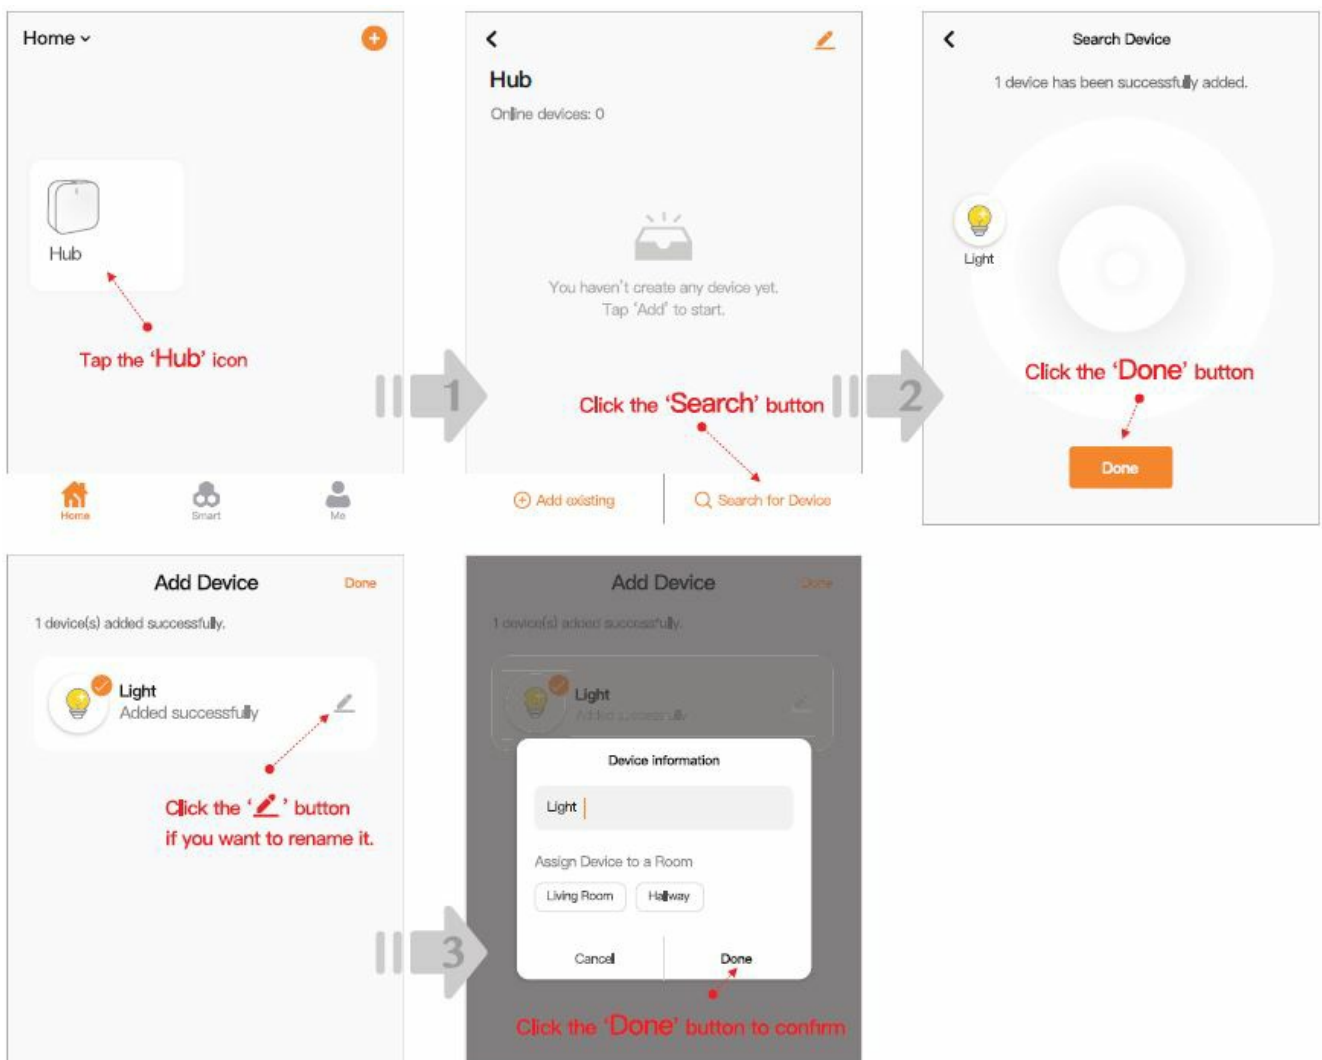 Home
Hub
Tap the ‘Hub’ icon
Home
Smart
Me
1
Hub
Online devices: 0
You haven’t create any device yet.
Tap ‘Add’ to start.
Click the ‘Search’ button
Add existing
Search for Device
2
Search Device
1 device has been successfully added.
Light
Click the ‘Done’ button
Done
Add Device
Done
1 device(s) added successfully.
Light
Added successfully
Click the ‘ ’ button
if you want to rename it.
3
Add Device
Done
1 device(s) added successfully.
Light
Added successfully
Device information
Light
Assign Device to a Room
Living Room
Hallway
Cancel
Done
Click the ‘Done’ button to confirm